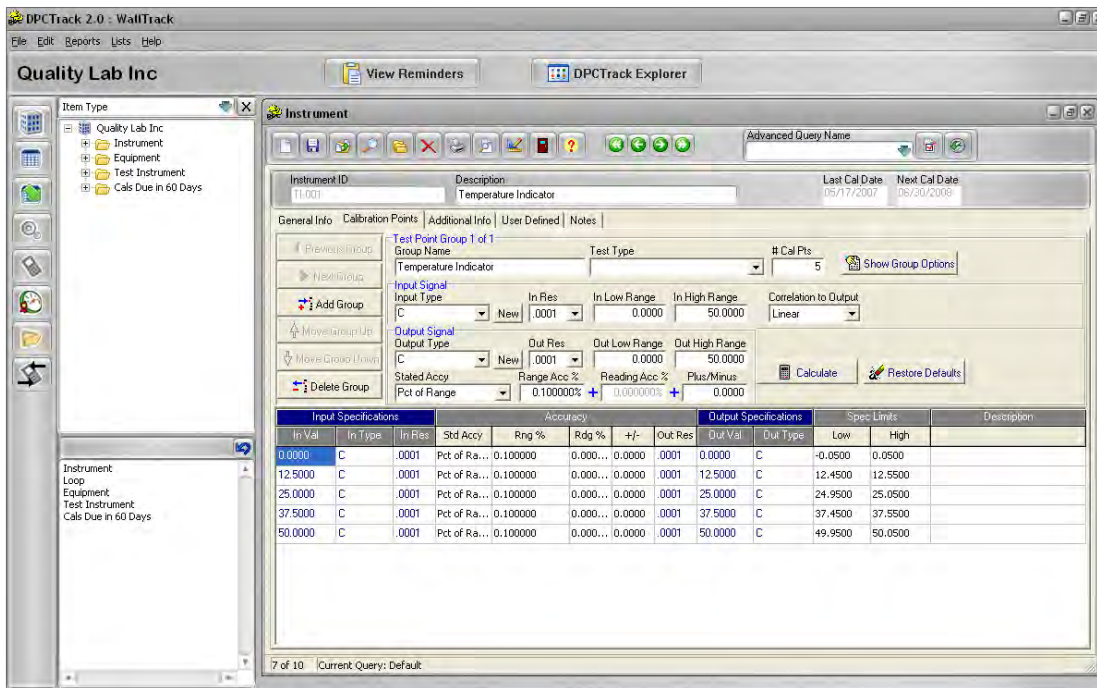 DPCTrack 2.0 : WallTrack
File Edit Reports Lists Help
Quality Lab Inc
View Reminders
DPCTrack Explorer
Item Type
Quality Lab Inc
Instrument
Equipment
Test Instrument
Cals Due in 60 Days
Instrument
Loop
Equipment
Test Instrument
Cals Due in 60 Days
Instrument
Advanced Query Name
Instrument ID Description Last Cal Date Next Cal Date
TI-001 Temperature Indicator 05/17/2007 06/30/2008
General Info Calibration Points Additional Info User Defined Notes
Previous Group
Next Group
Add Group
Move Group Up
Move Group Down
Delete Group
Test Point Group 1 of 1
Group Name Test Type # Cal Pts
Temperature Indicator 5 Show Group Options
Input Signal
Input Type In Res In Low Range In High Range Correlation to Output
C New .0001 0.0000 50.0000 Linear
Output Signal
Output Type Out Res Out Low Range Out High Range
C New .0001 0.0000 50.0000
Calculate Restore Defaults
Stated Accy Range Acc % Reading Acc % Plus/Minus
Pct of Range 0.100000% + 0.000000% + 0.0000
Input Specifications Accuracy Output Specifications Spec Limits Description
In Val In Type In Res Std Accy Rng % Rdg % +/- Out Res Out Val Out Type Low High
0.0000 C .0001 Pct of Ra... 0.100000 0.000... 0.0000 .0001 0.0000 C -0.0500 0.0500
12.5000 C .0001 Pct of Ra... 0.100000 0.000... 0.0000 .0001 12.5000 C 12.4500 12.5500
25.0000 C .0001 Pct of Ra... 0.100000 0.000... 0.0000 .0001 25.0000 C 24.9500 25.0500
37.5000 C .0001 Pct of Ra... 0.100000 0.000... 0.0000 .0001 37.5000 C 37.4500 37.5500
50.0000 C .0001 Pct of Ra... 0.100000 0.000... 0.0000 .0001 50.0000 C 49.9500 50.0500
7 of 10 Current Query: Default